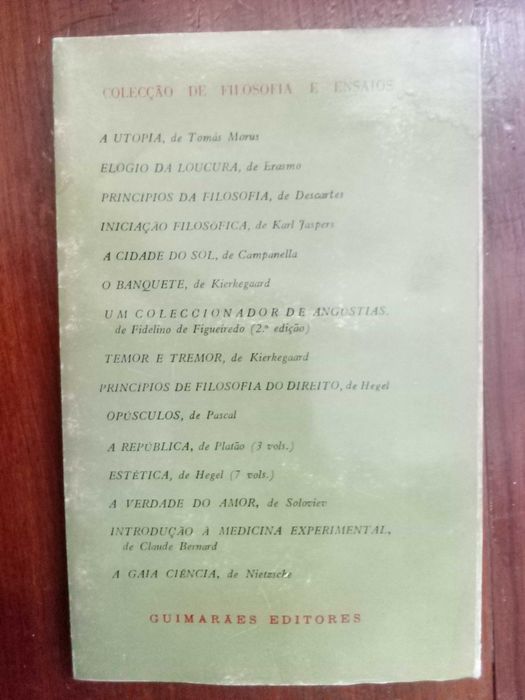 COLECÇÃO DE FILOSOFIA E ENSAIOS
A UTOPIA, de Tomás Morus
ELOGIO DA LOUCURA, de Erasmo
PRINCIPIOS DA FILOSOFIA, de Descartes
INICIAÇÃO FILOSÓFICA, de Karl Jaspers
A CIDADE DO SOL, de Campanella
O BANQUETE, de Kierkegaard
UM COLECCIONADOR DE ANGÚSTIAS,
de Fidelino de Figueiredo (2.ª edição)
TEMOR E TREMOR, de Kierkegaard
PRINCIPIOS DE FILOSOFIA DO DIREITO, de Hegel
OPÚSCULOS, de Pascal
A REPÚBLICA, de Platão (3 vols.)
ESTÉTICA, de Hegel (7 vols.)
A VERDADE DO AMOR, de Soloviev
INTRODUÇÃO À MEDICINA EXPERIMENTAL,
de Claude Bernard
A GAIA CIÊNCIA, de Nietzsche
GUIMARÃES EDITORES